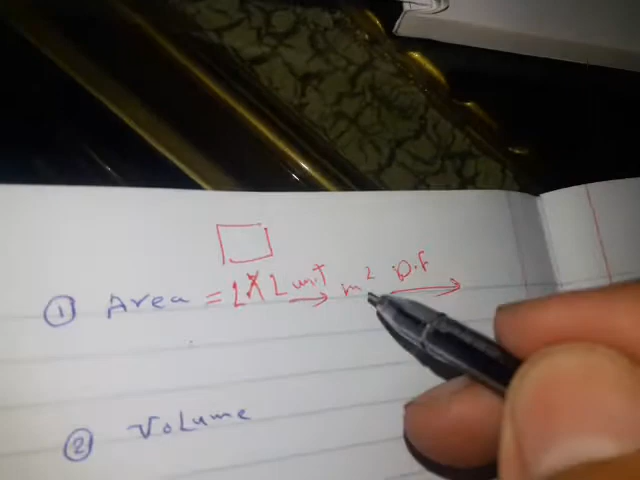 ① Area = L X L unit → m² D.F →
② Volume